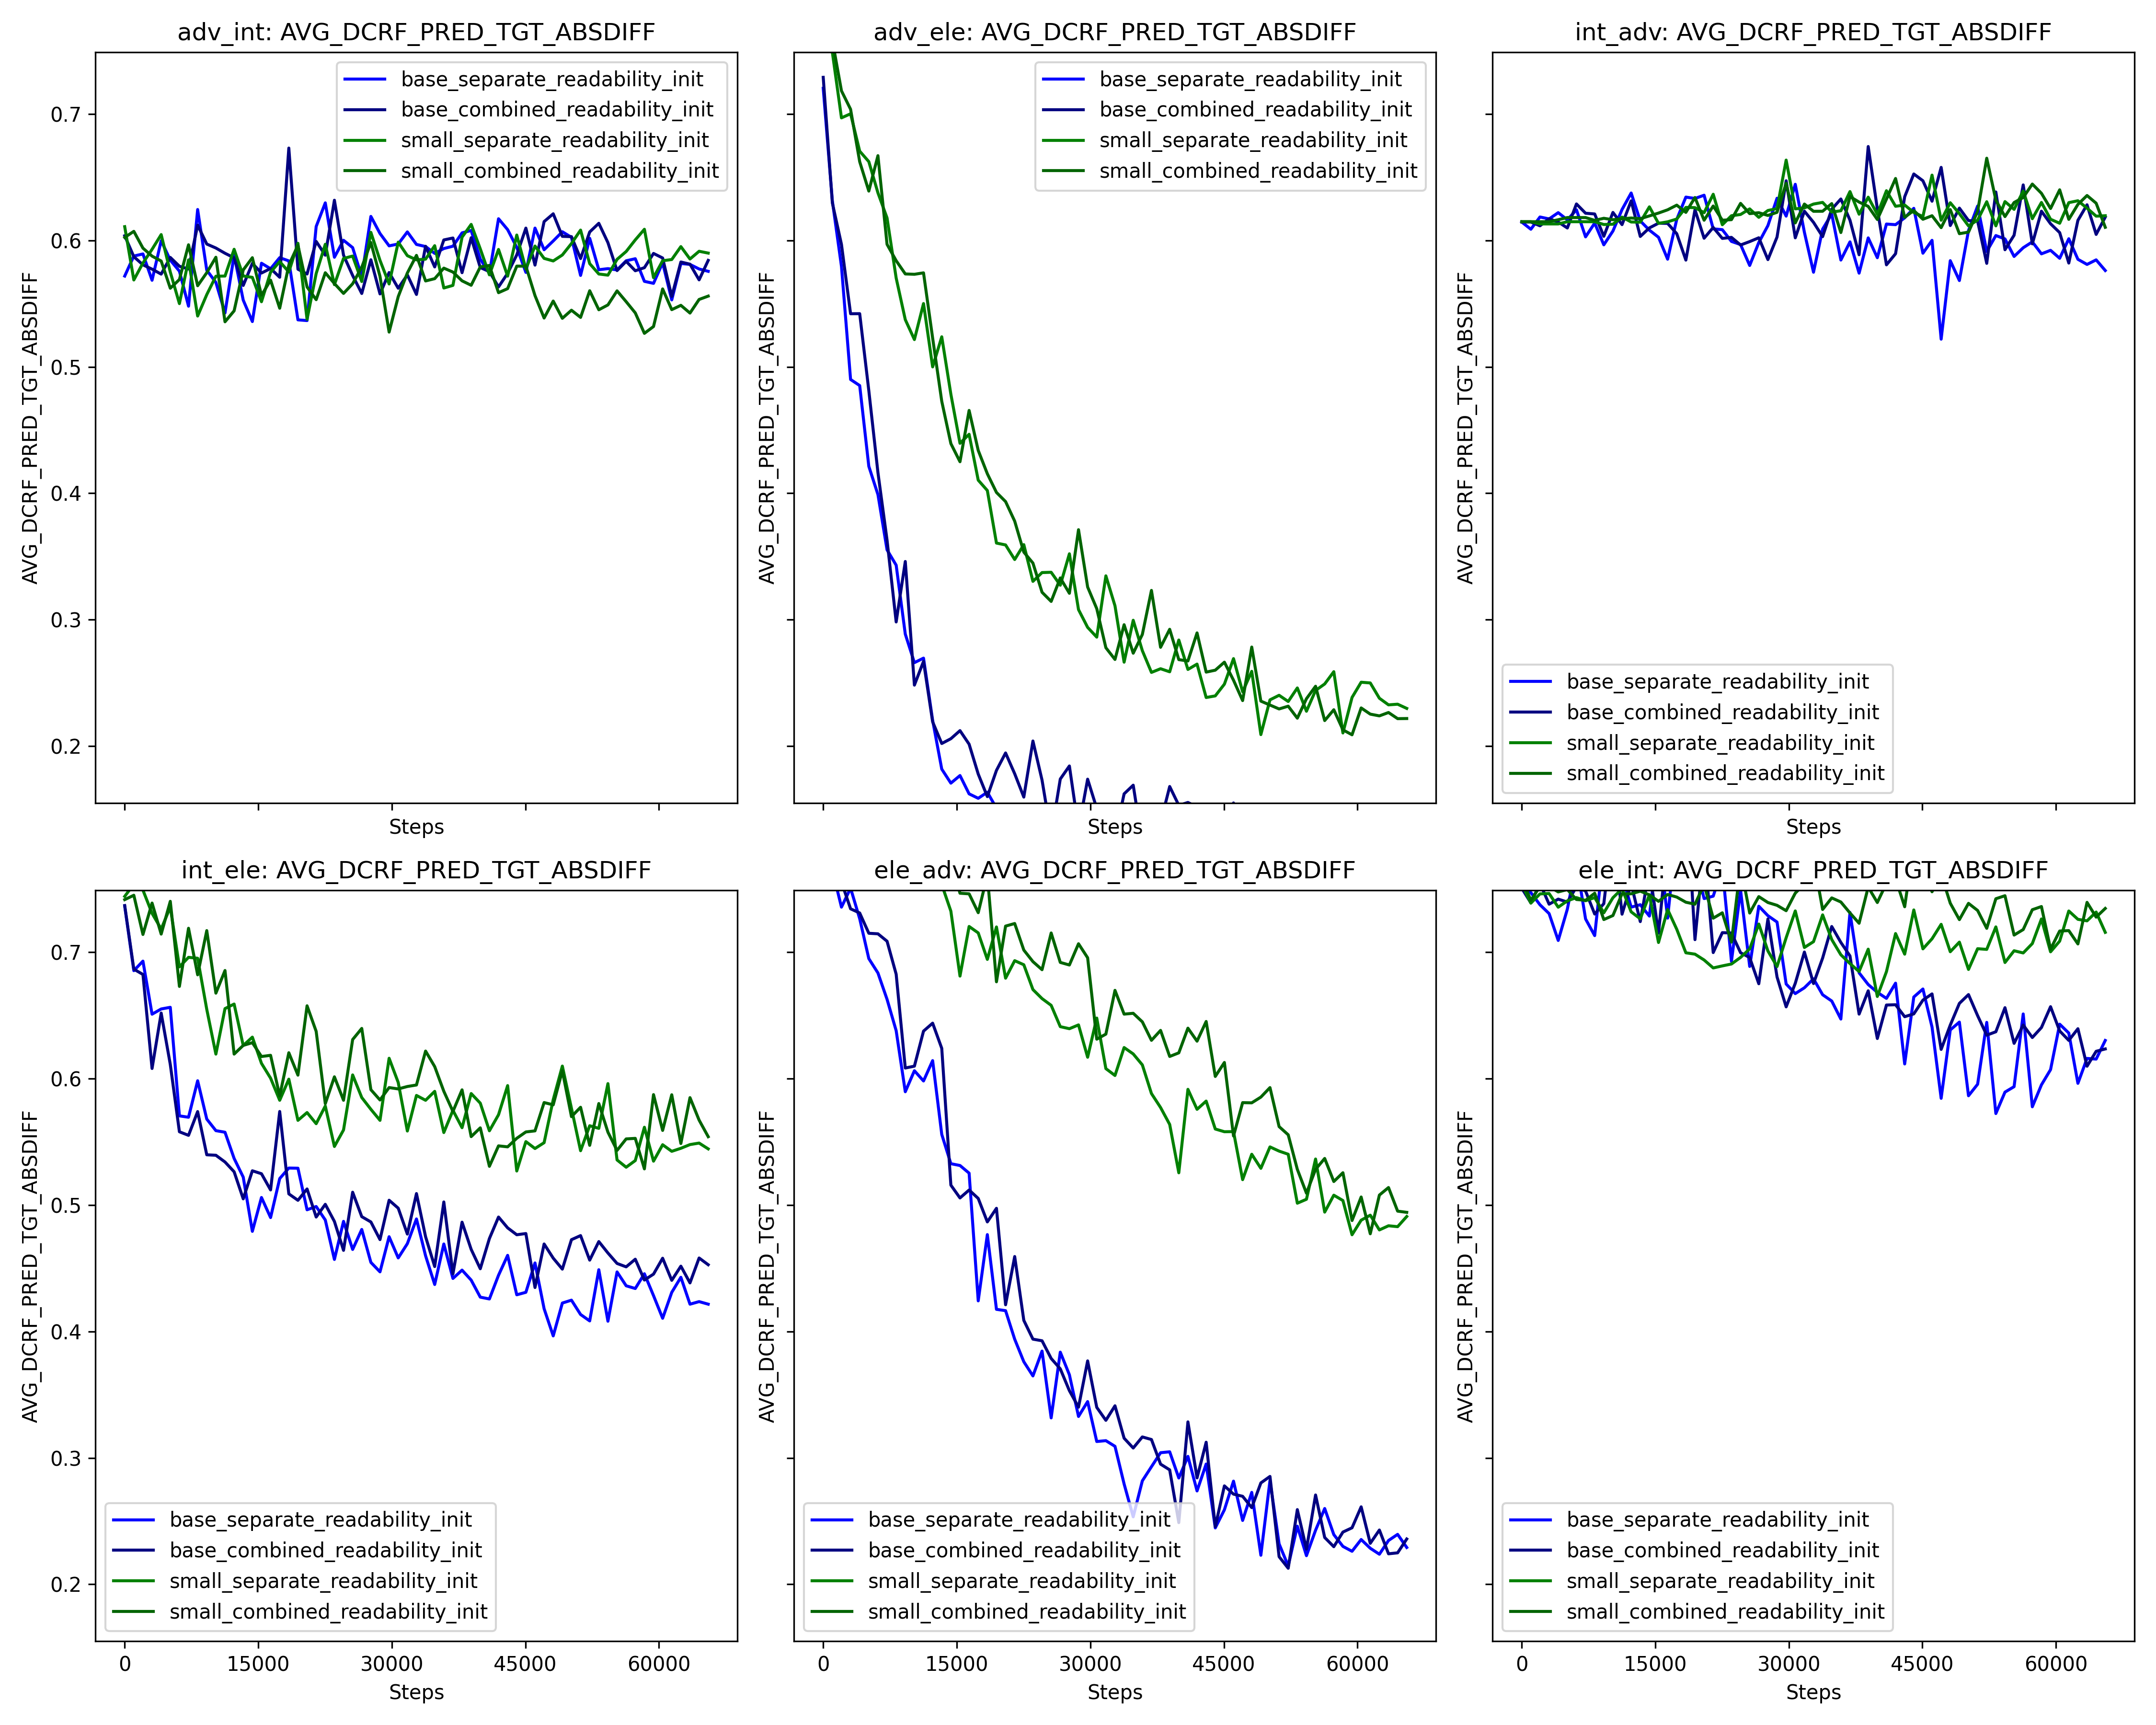 adv_int: AVG_DCRF_PRED_TGT_ABSDIFF
AVG_DCRF_PRED_TGT_ABSDIFF
0.7
0.6
0.5
0.4
0.3
0.2
base_separate_readability_init
base_combined_readability_init
small_separate_readability_init
small_combined_readability_init
Steps
adv_ele: AVG_DCRF_PRED_TGT_ABSDIFF
AVG_DCRF_PRED_TGT_ABSDIFF
base_separate_readability_init
base_combined_readability_init
small_separate_readability_init
small_combined_readability_init
Steps
int_adv: AVG_DCRF_PRED_TGT_ABSDIFF
AVG_DCRF_PRED_TGT_ABSDIFF
base_separate_readability_init
base_combined_readability_init
small_separate_readability_init
small_combined_readability_init
Steps
int_ele: AVG_DCRF_PRED_TGT_ABSDIFF
AVG_DCRF_PRED_TGT_ABSDIFF
0.7
0.6
0.5
0.4
0.3
0.2
base_separate_readability_init
base_combined_readability_init
small_separate_readability_init
small_combined_readability_init
0 15000 30000 45000 60000
Steps
ele_adv: AVG_DCRF_PRED_TGT_ABSDIFF
AVG_DCRF_PRED_TGT_ABSDIFF
base_separate_readability_init
base_combined_readability_init
small_separate_readability_init
small_combined_readability_init
0 15000 30000 45000 60000
Steps
ele_int: AVG_DCRF_PRED_TGT_ABSDIFF
AVG_DCRF_PRED_TGT_ABSDIFF
base_separate_readability_init
base_combined_readability_init
small_separate_readability_init
small_combined_readability_init
0 15000 30000 45000 60000
Steps